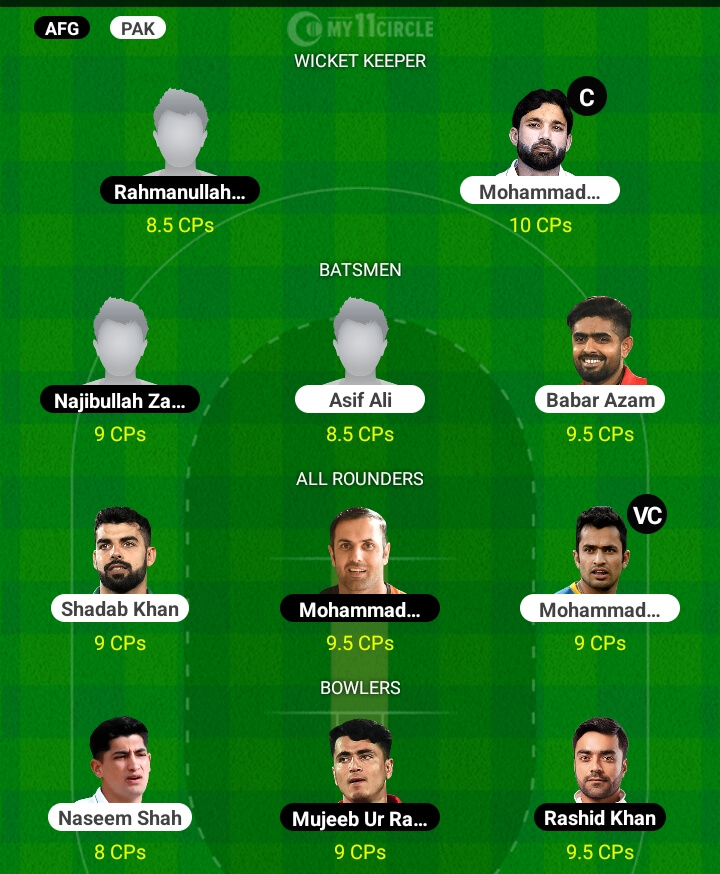 AFG PAK MY11CIRCLE
WICKET KEEPER
C
Rahmanullah... Mohammad...
8.5 CPs 10 CPs
BATSMEN
Najibullah Za... Asif Ali Babar Azam
9 CPs 8.5 CPs 9.5 CPs
ALL ROUNDERS
VC
Shadab Khan Mohammad... Mohammad...
9 CPs 9.5 CPs 9 CPs
BOWLERS
Naseem Shah Mujeeb Ur Ra... Rashid Khan
8 CPs 9 CPs 9.5 CPs